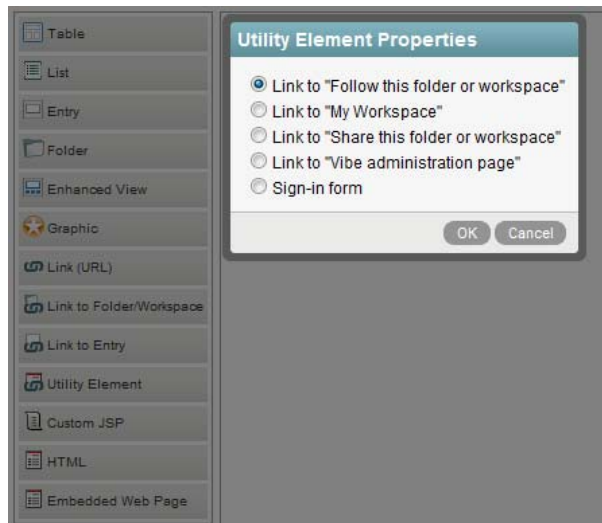 Table
List
Entry
Folder
Enhanced View
Graphic
Link (URL)
Link to Folder/Workspace
Link to Entry
Utility Element
Custom JSP
HTML
Embedded Web Page
Utility Element Properties
Link to "Follow this folder or workspace"
Link to "My Workspace"
Link to "Share this folder or workspace"
Link to "Vibe administration page"
Sign-in form
OK Cancel